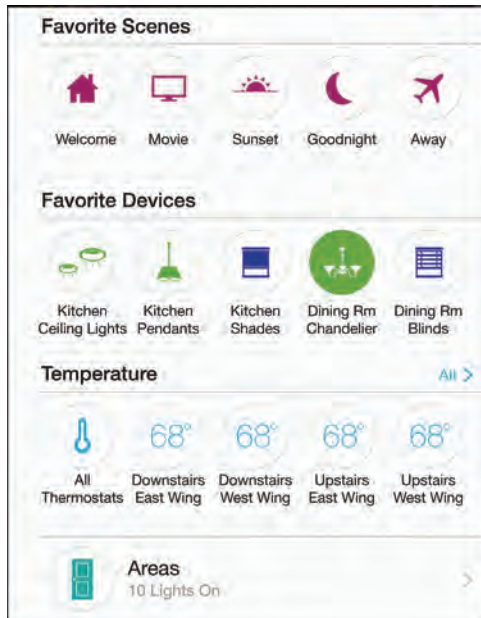 Favorite Scenes
Welcome Movie Sunset Goodnight Away
Favorite Devices
Kitchen Kitchen Kitchen Dining Rm Dining Rm
Ceiling Lights Pendants Shades Chandelier Blinds
Temperature All >
68° 68° 68° 68°
All Downstairs Downstairs Upstairs Upstairs
Thermostats East Wing West Wing East Wing West Wing
Areas
10 Lights On >